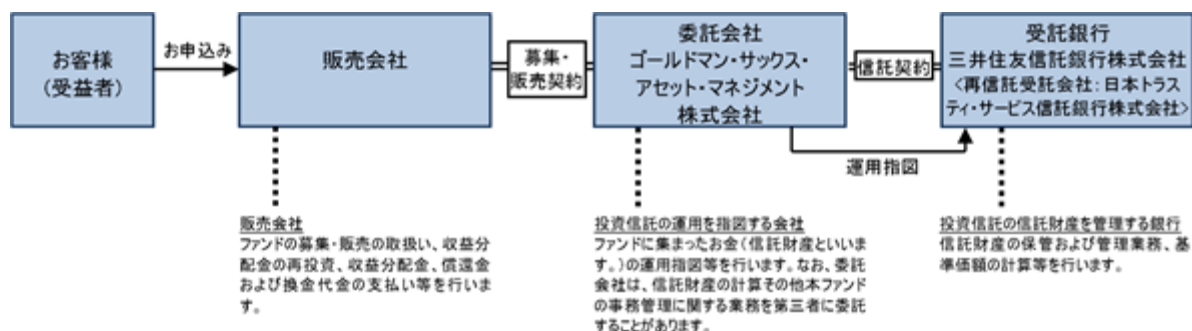 お客様
（受益者）
お申込み
販売会社
募集・
販売契約
委託会社
ゴールドマン・サックス・
アセット・マネジメント
株式会社
信託契約
受託銀行
三井住友信託銀行株式会社
＜再信託受託会社：日本トラス
ティ・サービス信託銀行株式会社＞
運用指図
販売会社
ファンドの募集・販売の取扱い、収益分
配金の再投資、収益分配金、償還金
および換金代金の支払い等を行いま
す。
投資信託の運用を指図する会社
ファンドに集まったお金（信託財産といいま
す。）の運用指図等を行います。なお、委託
会社は、信託財産の計算その他本ファンド
の事務管理に関する業務を第三者に委託
することがあります。
投資信託の信託財産を管理する銀行
信託財産の保管および管理業務、基
準価額の計算等を行います。